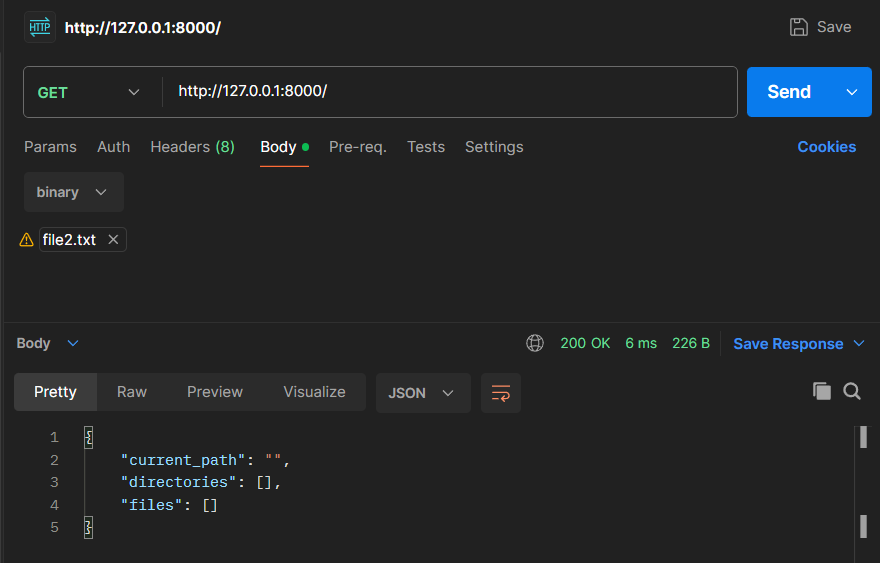 HTTP http://127.0.0.1:8000/ Save
GET http://127.0.0.1:8000/ Send
Params Auth Headers (8) Body Pre-req. Tests Settings Cookies
binary
file2.txt
Body 200 OK 6 ms 226 B Save Response
Pretty Raw Preview Visualize JSON
1 {
2 "current_path": "",
3 "directories": [],
4 "files": []
5 }